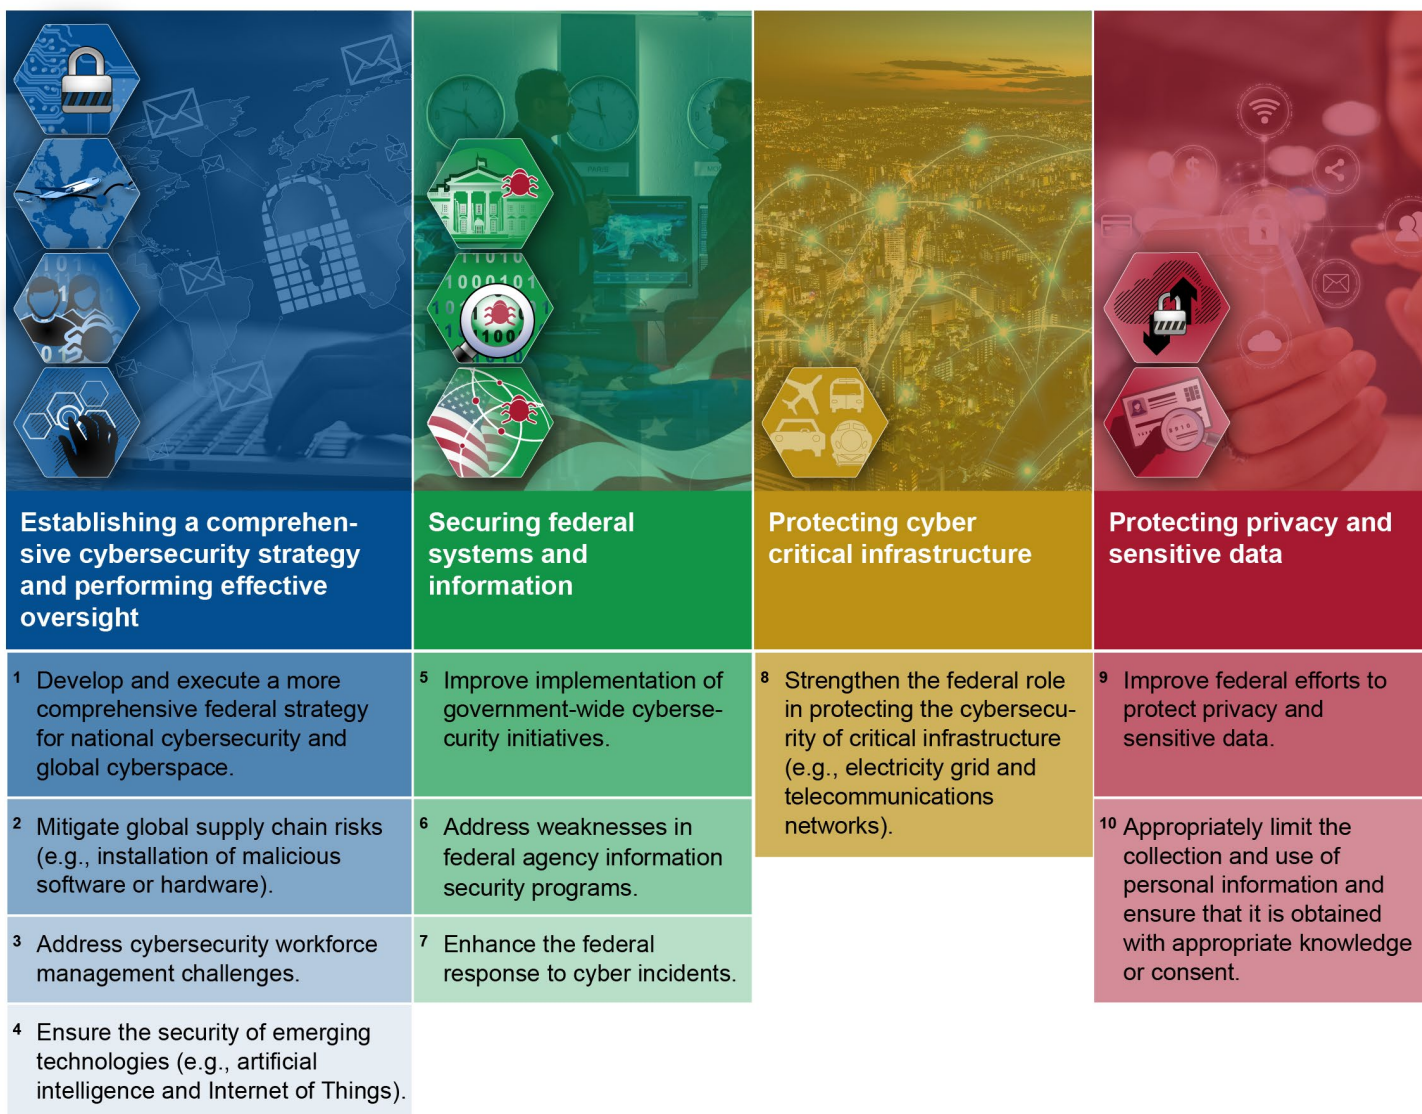 Establishing a comprehen-
sive cybersecurity strategy
and performing effective
oversight
1 Develop and execute a more
comprehensive federal strategy
for national cybersecurity and
global cyberspace.
2 Mitigate global supply chain risks
(e.g., installation of malicious
software or hardware).
3 Address cybersecurity workforce
management challenges.
4 Ensure the security of emerging
technologies (e.g., artificial
intelligence and Internet of Things).
Securing federal
systems and
information
5 Improve implementation of
government-wide cyberse-
curity initiatives.
6 Address weaknesses in
federal agency information
security programs.
7 Enhance the federal
response to cyber incidents.
Protecting cyber
critical infrastructure
8 Strengthen the federal role
in protecting the cybersecu-
rity of critical infrastructure
(e.g., electricity grid and
telecommunications
networks).
Protecting privacy and
sensitive data
9 Improve federal efforts to
protect privacy and
sensitive data.
10 Appropriately limit the
collection and use of
personal information and
ensure that it is obtained
with appropriate knowledge
or consent.